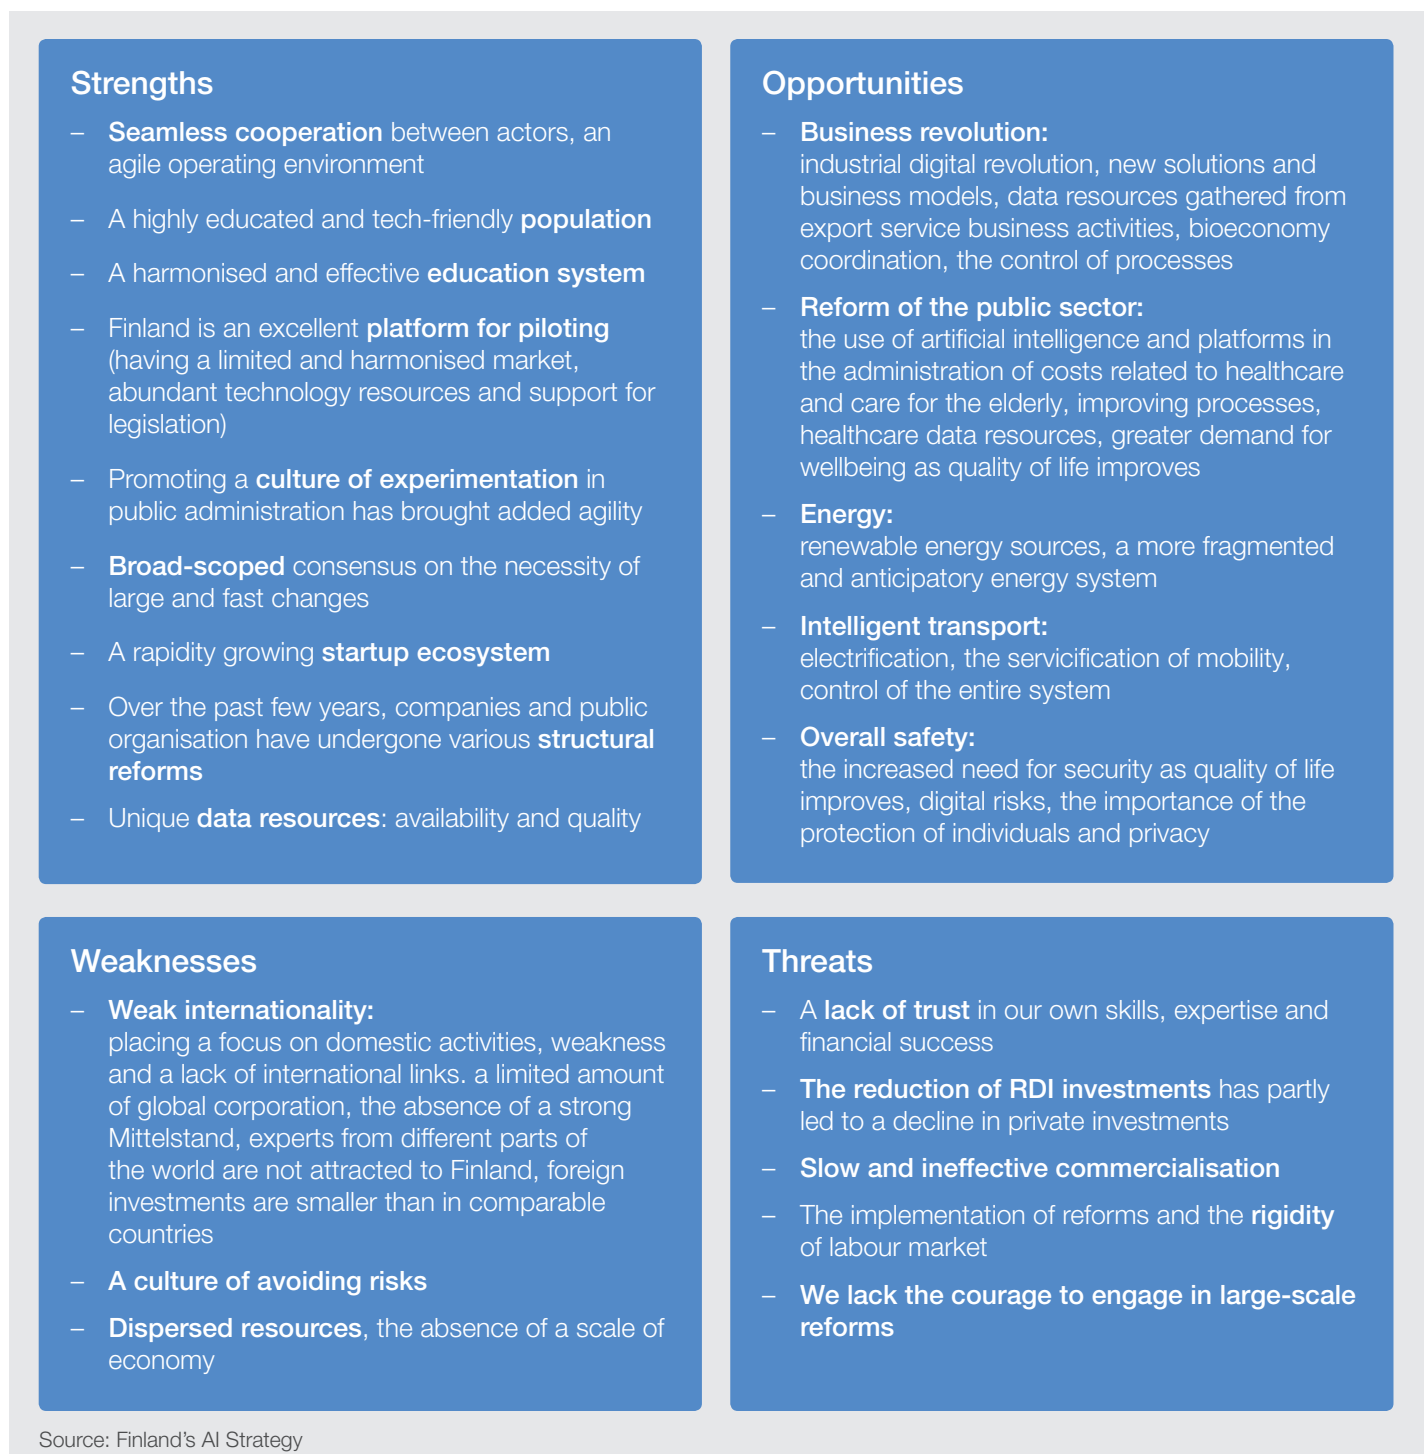 Strengths
– Seamless cooperation between actors, an
agile operating environment
– A highly educated and tech-friendly population
– A harmonised and effective education system
– Finland is an excellent platform for piloting
(having a limited and harmonised market,
abundant technology resources and support for
legislation)
– Promoting a culture of experimentation in
public administration has brought added agility
– Broad-scoped consensus on the necessity of
large and fast changes
– A rapidity growing startup ecosystem
– Over the past few years, companies and public
organisation have undergone various structural
reforms
– Unique data resources: availability and quality
Opportunities
– Business revolution:
industrial digital revolution, new solutions and
business models, data resources gathered from
export service business activities, bioeconomy
coordination, the control of processes
– Reform of the public sector:
the use of artificial intelligence and platforms in
the administration of costs related to healthcare
and care for the elderly, improving processes,
healthcare data resources, greater demand for
wellbeing as quality of life improves
– Energy:
renewable energy sources, a more fragmented
and anticipatory energy system
– Intelligent transport:
electrification, the servicification of mobility,
control of the entire system
– Overall safety:
the increased need for security as quality of life
improves, digital risks, the importance of the
protection of individuals and privacy
Weaknesses
– Weak internationality:
placing a focus on domestic activities, weakness
and a lack of international links. a limited amount
of global corporation, the absence of a strong
Mittelstand, experts from different parts of
the world are not attracted to Finland, foreign
investments are smaller than in comparable
countries
– A culture of avoiding risks
– Dispersed resources, the absence of a scale of
economy
Threats
– A lack of trust in our own skills, expertise and
financial success
– The reduction of RDI investments has partly
led to a decline in private investments
– Slow and ineffective commercialisation
– The implementation of reforms and the rigidity
of labour market
– We lack the courage to engage in large-scale
reforms
Source: Finland's AI Strategy